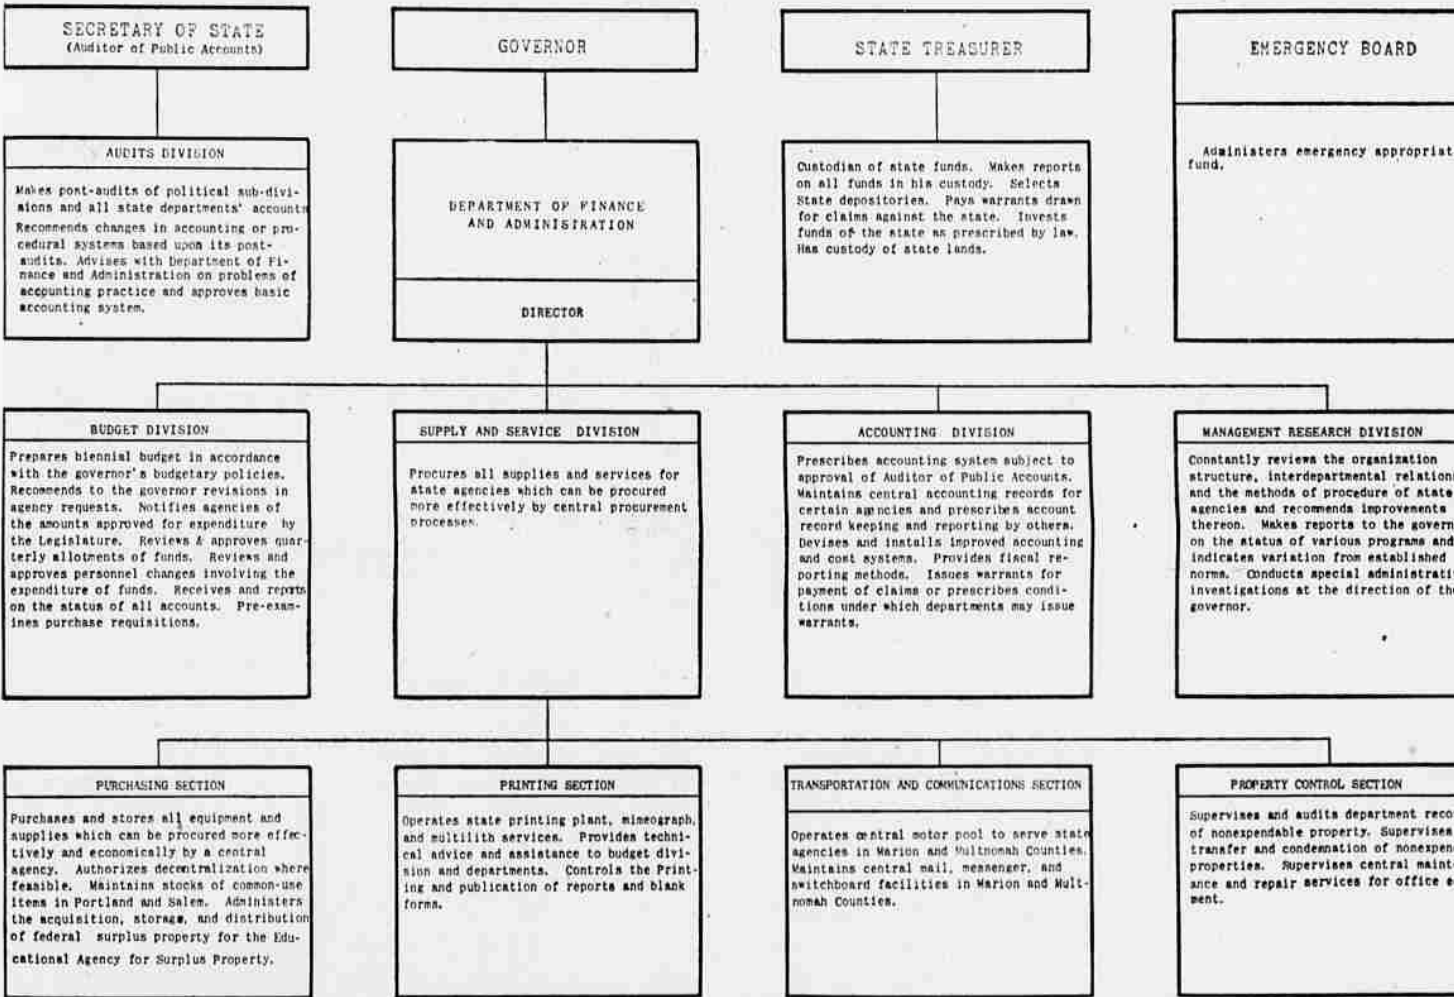 SECRETARY OF STATE
(Auditor of Public Accounts)
GOVERNOR
STATE TREASURER
EMERGENCY BOARD
AUDITS DIVISION
Makes post-audits of political sub-divi-
sions and all state departments' accounts
Recommends changes in accounting or pro-
cedural systems based upon its post-
audits. Advises with Department of Fi-
nance and Administration on problems of
accounting practice and approves basic
accounting system.
DEPARTMENT OF FINANCE
AND ADMINISTRATION
DIRECTOR
Custodian of state funds. Makes reports
on all funds in his custody. Selects
State depositories. Pays warrants drawn
for claims against the state. Invests
funds of the state as prescribed by law.
Has custody of state lands.
Administers emergency appropriat
fund.
BUDGET DIVISION
Prepares biennial budget in accordance
with the governor's budgetary policies.
Recommends to the governor revisions in
agency requests. Notifies agencies of
the amounts approved for expenditure by
the Legislature. Reviews & approves quar-
terly allotments of funds. Reviews and
approves personnel changes involving the
expenditure of funds. Receives and reports
on the status of all accounts. Pre-exam-
ines purchase requisitions.
SUPPLY AND SERVICE DIVISION
Procures all supplies and services for
state agencies which can be procured
more effectively by central procurement
processes.
ACCOUNTING DIVISION
Prescribes accounting system subject to
approval of Auditor of Public Accounts.
Maintains central accounting records for
certain agencies and prescribes account
record keeping and reporting by others.
Devises and installs improved accounting
and cost systems. Provides fiscal re-
porting methods. Issues warrants for
payment of claims or prescribes condi-
tions under which departments may issue
warrants.
MANAGEMENT RESEARCH DIVISION
Constantly reviews the organization
structure, interdepartmental relation
and the methods of procedure of state
agencies and recommends improvements
thereon. Makes reports to the govern
on the status of various programs and
indicates variation from established
norms. Conducts special administrati
investigations at the direction of the
governor.
PURCHASING SECTION
Purchases and stores all equipment and
supplies which can be procured more effec-
tively and economically by a central
agency. Authorizes decentralization where
feasible. Maintains stocks of common-use
items in Portland and Salem. Administers
the acquisition, storage, and distribution
of federal surplus property for the Edu-
cational Agency for Surplus Property.
PRINTING SECTION
Operates state printing plant, mimeograph,
and multilith services. Provides techni-
cal advice and assistance to budget divi-
sion and departments. Controls the Print-
ing and publication of reports and blank
forms.
TRANSPORTATION AND COMMUNICATIONS SECTION
Operates central motor pool to serve state
agencies in Marion and Multnomah Counties.
Maintains central mail, messenger, and
switchboard facilities in Marion and Mult-
nomah Counties.
PROPERTY CONTROL SECTION
Supervises and audits department reco
of nonexpendable property. Supervises
transfer and condemnation of nonexpen
properties. Supervises central maint
ance and repair services for office e
ment.